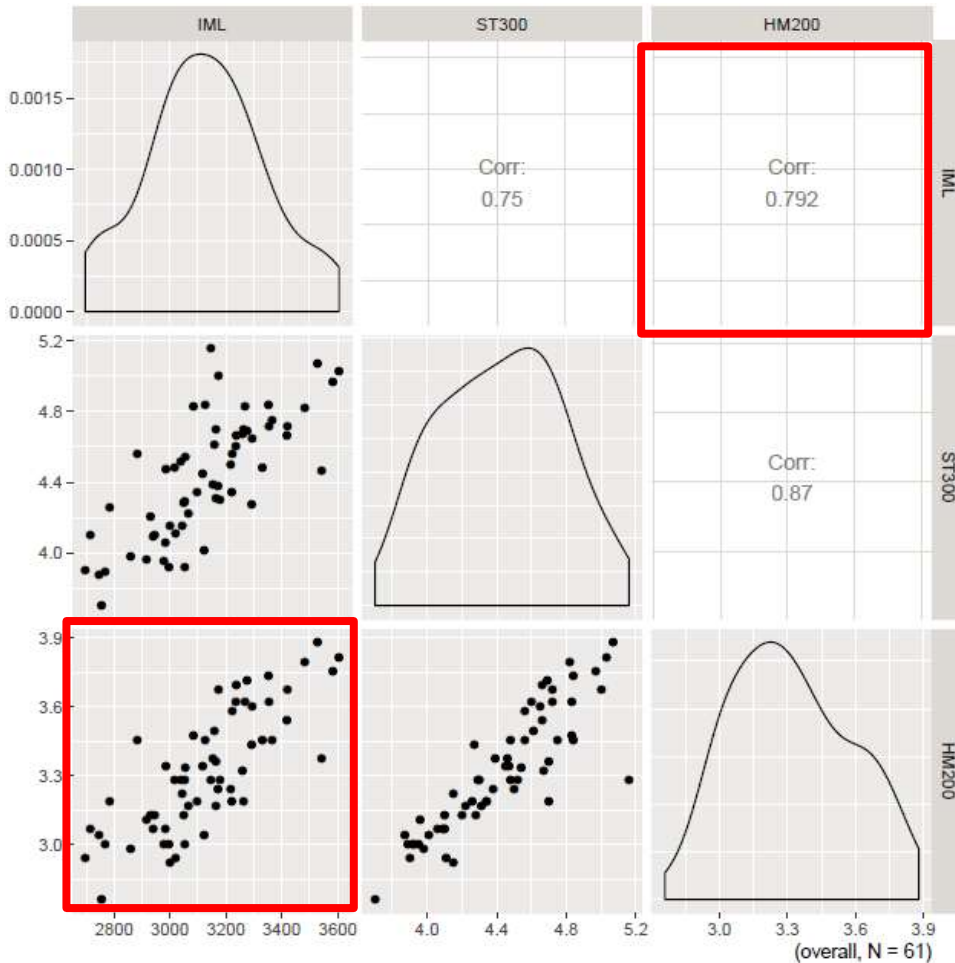 IML ST300 HM200
0.0015
0.0010
0.0005
0.0000
Corr:
0.75
Corr:
0.792
IML
5.2
4.8
4.4
4.0
Corr:
0.87
ST300
3.9
3.6
3.3
3.0
HM200
2800 3000 3200 3400 3600 4.0 4.4 4.8 5.2 3.0 3.3 3.6 3.9
(overall, N = 61)